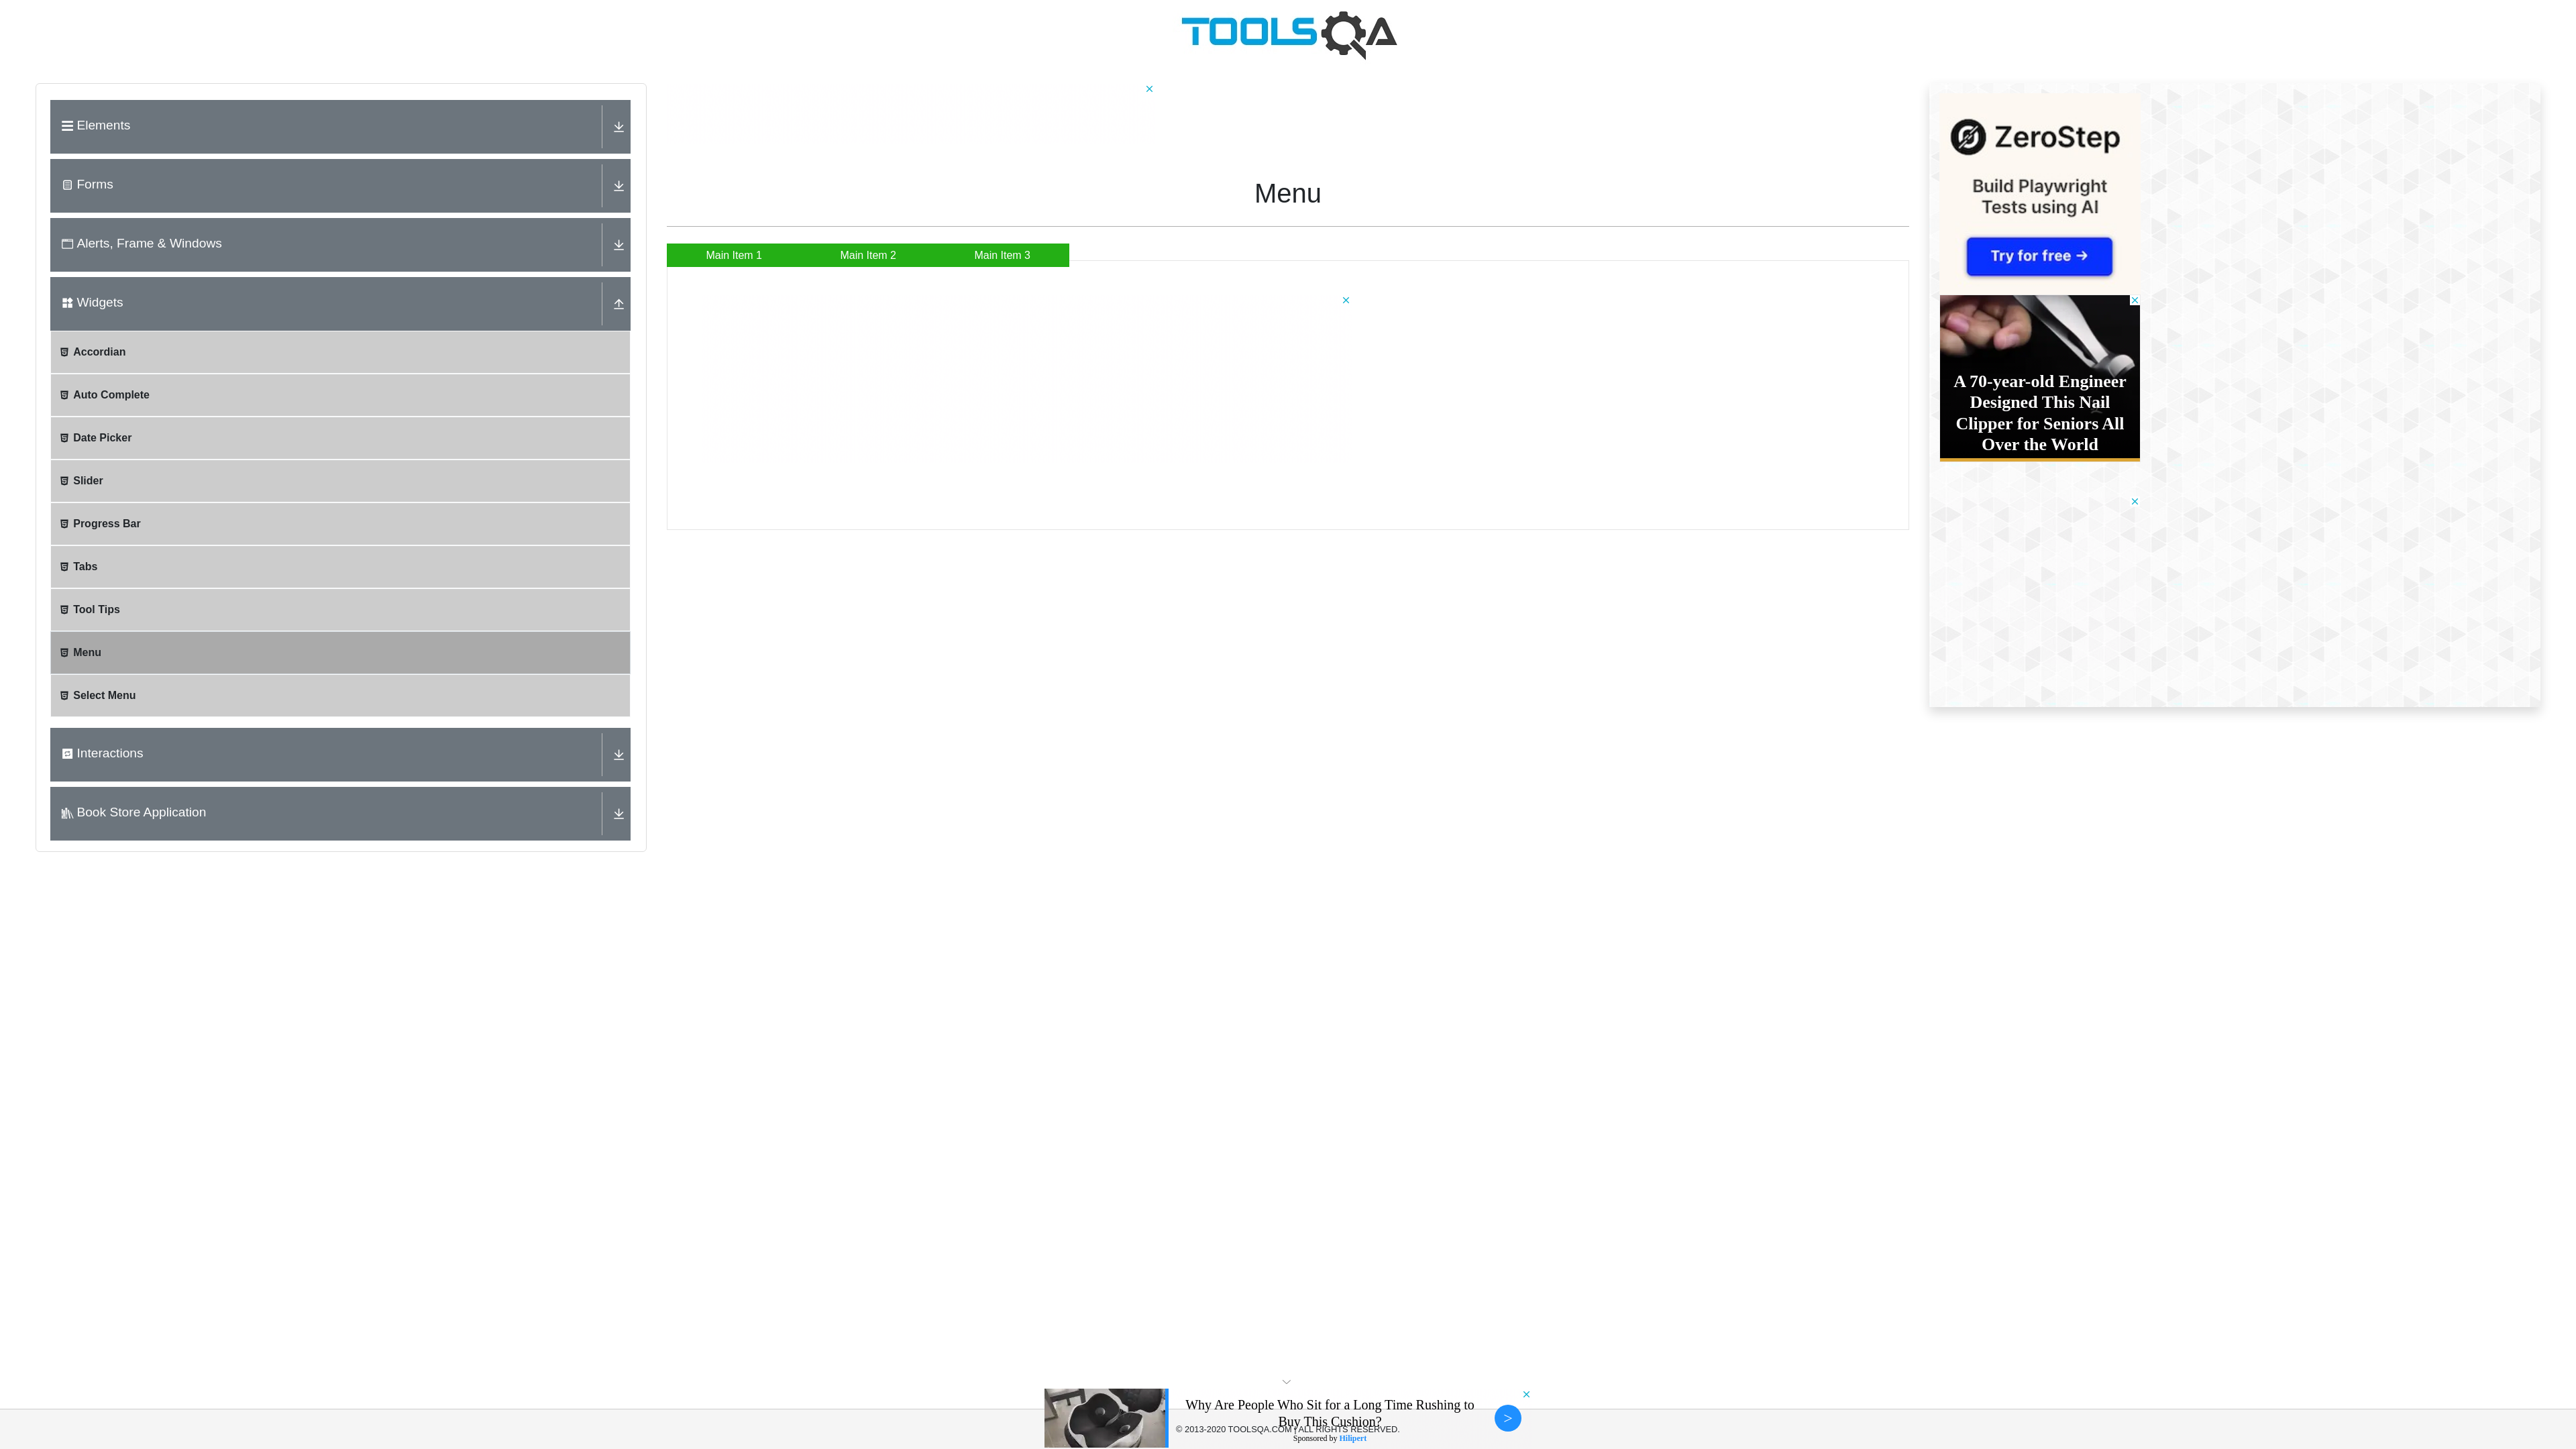 TOOLSQA
Elements
Forms
Alerts, Frame & Windows
Widgets
Accordian
Auto Complete
Date Picker
Slider
Progress Bar
Tabs
Tool Tips
Menu
Select Menu
Interactions
Book Store Application
Menu
Main Item 1
Main Item 2
Main Item 3
ZeroStep
Build Playwright
Tests using AI
Try for free →
A 70-year-old Engineer
Designed This Nail
Clipper for Seniors All
Over the World
Why Are People Who Sit for a Long Time Rushing to
Buy This Cushion?
© 2013-2020 TOOLSQA.COM | ALL RIGHTS RESERVED.
Sponsored by Hilipert
>